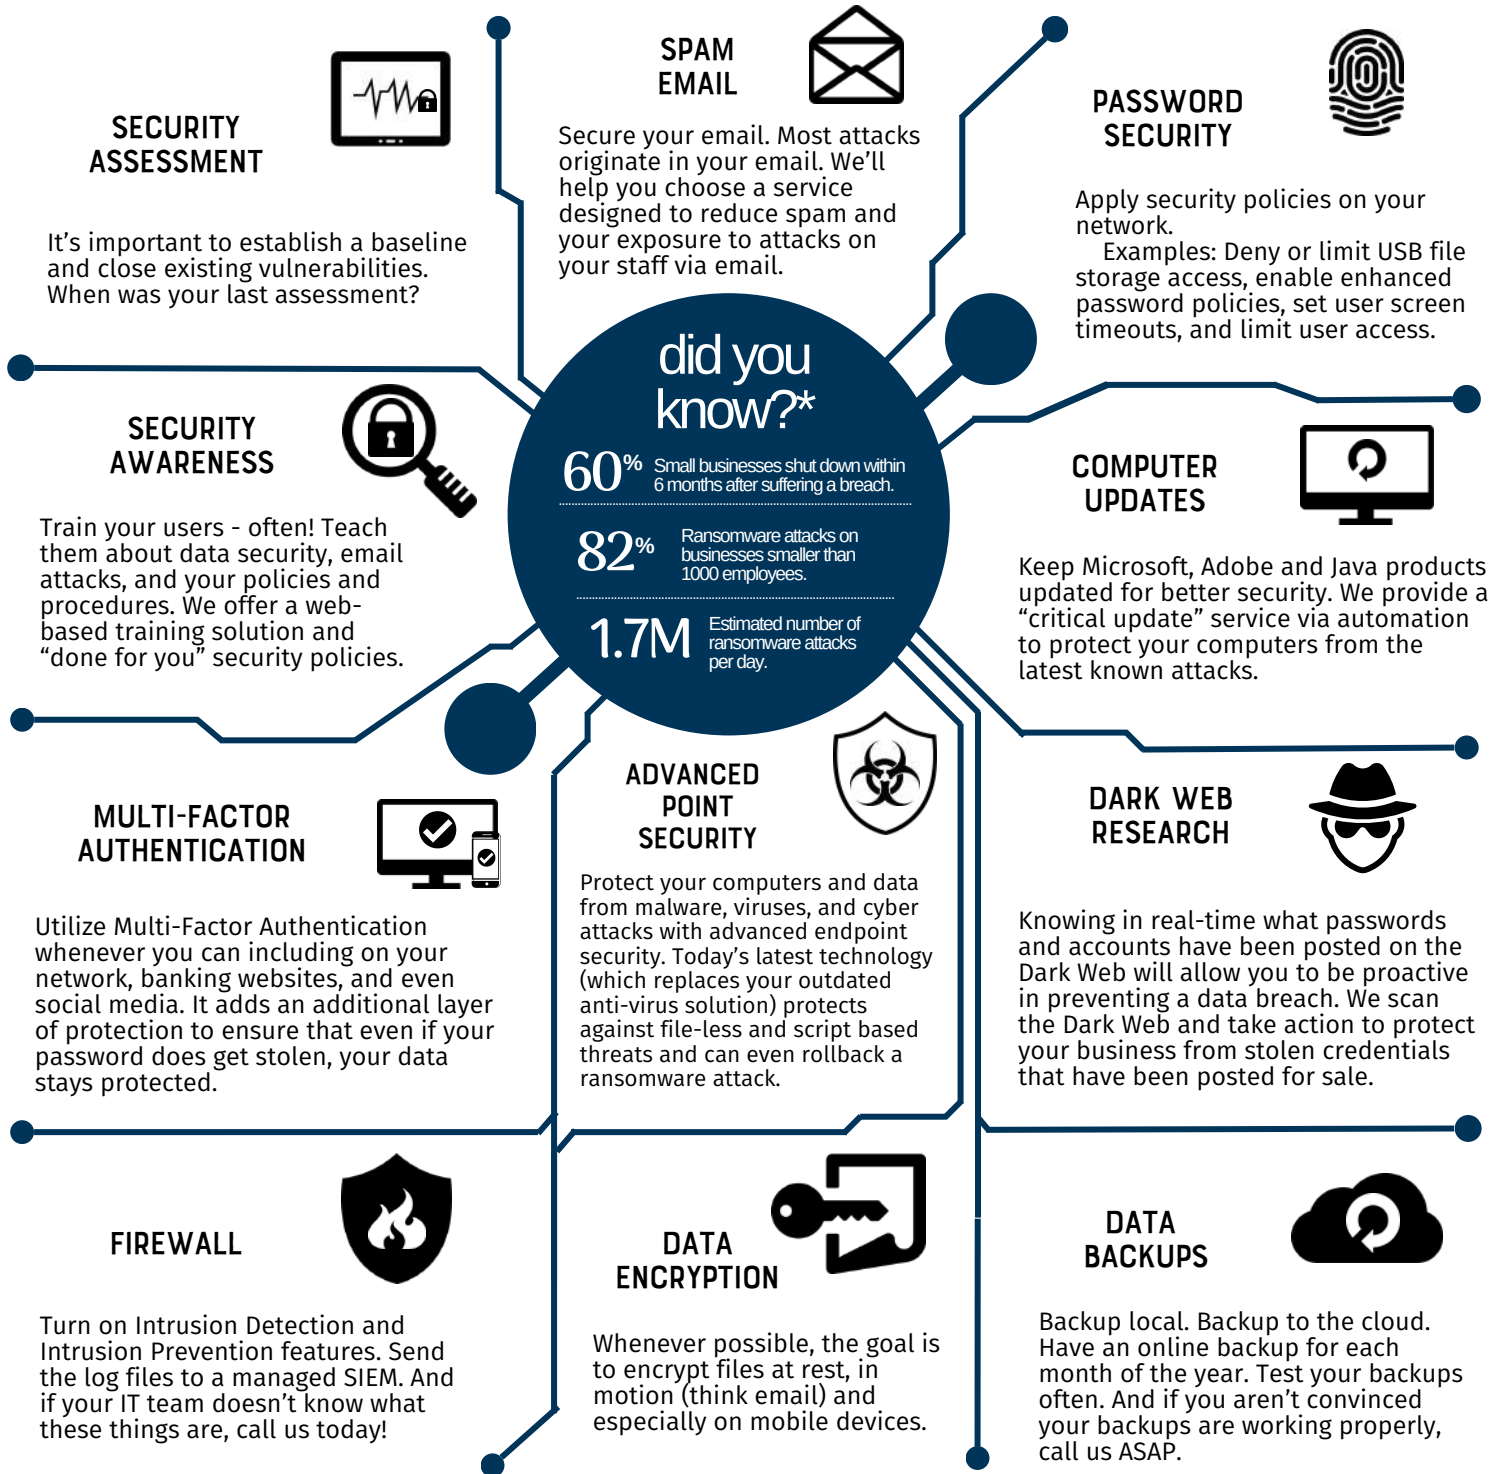 SECURITY
ASSESSMENT
It's important to establish a baseline
and close existing vulnerabilities.
When was your last assessment?
SPAM
EMAIL
Secure your email. Most attacks
originate in your email. We'll
help you choose a service
designed to reduce spam and
your exposure to attacks on
your staff via email.
PASSWORD
SECURITY
Apply security policies on your
network.
Examples: Deny or limit USB file
storage access, enable enhanced
password policies, set user screen
timeouts, and limit user access.
did you
know?*
60% Small businesses shut down within
6 months after suffering a breach.
82% Ransomware attacks on
businesses smaller than
1000 employees.
1.7M Estimated number of
ransomware attacks
per day.
SECURITY
AWARENESS
Train your users - often! Teach
them about data security, email
attacks, and your policies and
procedures. We offer a web-
based training solution and
“done for you” security policies.
COMPUTER
UPDATES
Keep Microsoft, Adobe and Java products
updated for better security. We provide a
“critical update” service via automation
to protect your computers from the
latest known attacks.
MULTI-FACTOR
AUTHENTICATION
Utilize Multi-Factor Authentication
whenever you can including on your
network, banking websites, and even
social media. It adds an additional layer
of protection to ensure that even if your
password does get stolen, your data
stays protected.
ADVANCED
POINT
SECURITY
Protect your computers and data
from malware, viruses, and cyber
attacks with advanced endpoint
security. Today's latest technology
(which replaces your outdated
anti-virus solution) protects
against file-less and script based
threats and can even rollback a
ransomware attack.
DARK WEB
RESEARCH
Knowing in real-time what passwords
and accounts have been posted on the
Dark Web will allow you to be proactive
in preventing a data breach. We scan
the Dark Web and take action to protect
your business from stolen credentials
that have been posted for sale.
FIREWALL
Turn on Intrusion Detection and
Intrusion Prevention features. Send
the log files to a managed SIEM. And
if your IT team doesn't know what
these things are, call us today!
DATA
ENCRYPTION
Whenever possible, the goal is
to encrypt files at rest, in
motion (think email) and
especially on mobile devices.
DATA
BACKUPS
Backup local. Backup to the cloud.
Have an online backup for each
month of the year. Test your backups
often. And if you aren't convinced
your backups are working properly,
call us ASAP.